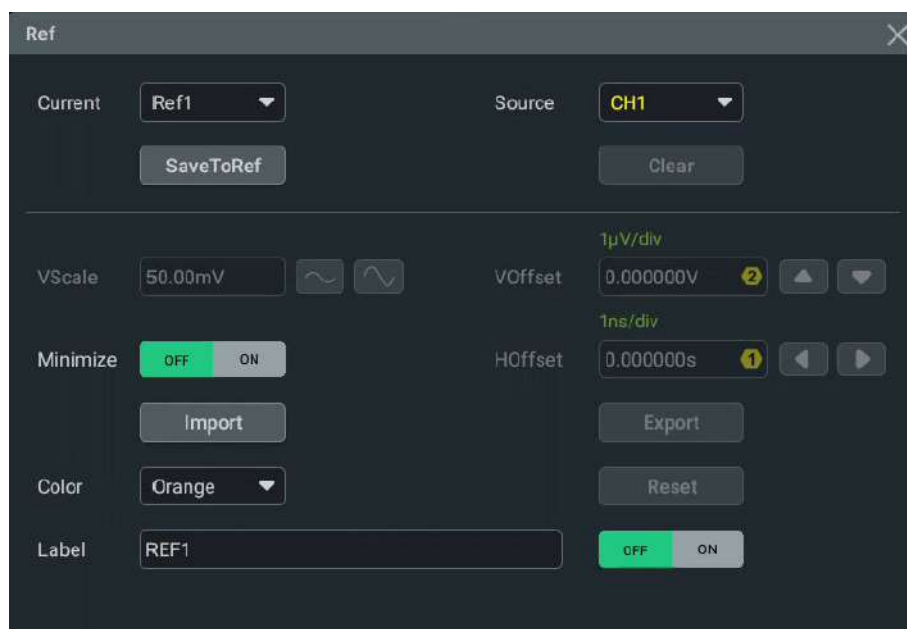 Ref
Current Ref1 Source CH1
SaveToRef Clear
1μV/div
VScale 50.00mV VOffset 0.000000V 2
1ns/div
Minimize OFF ON HOffset 0.000000s 1
Import Export
Color Orange Reset
Label REF1 OFF ON